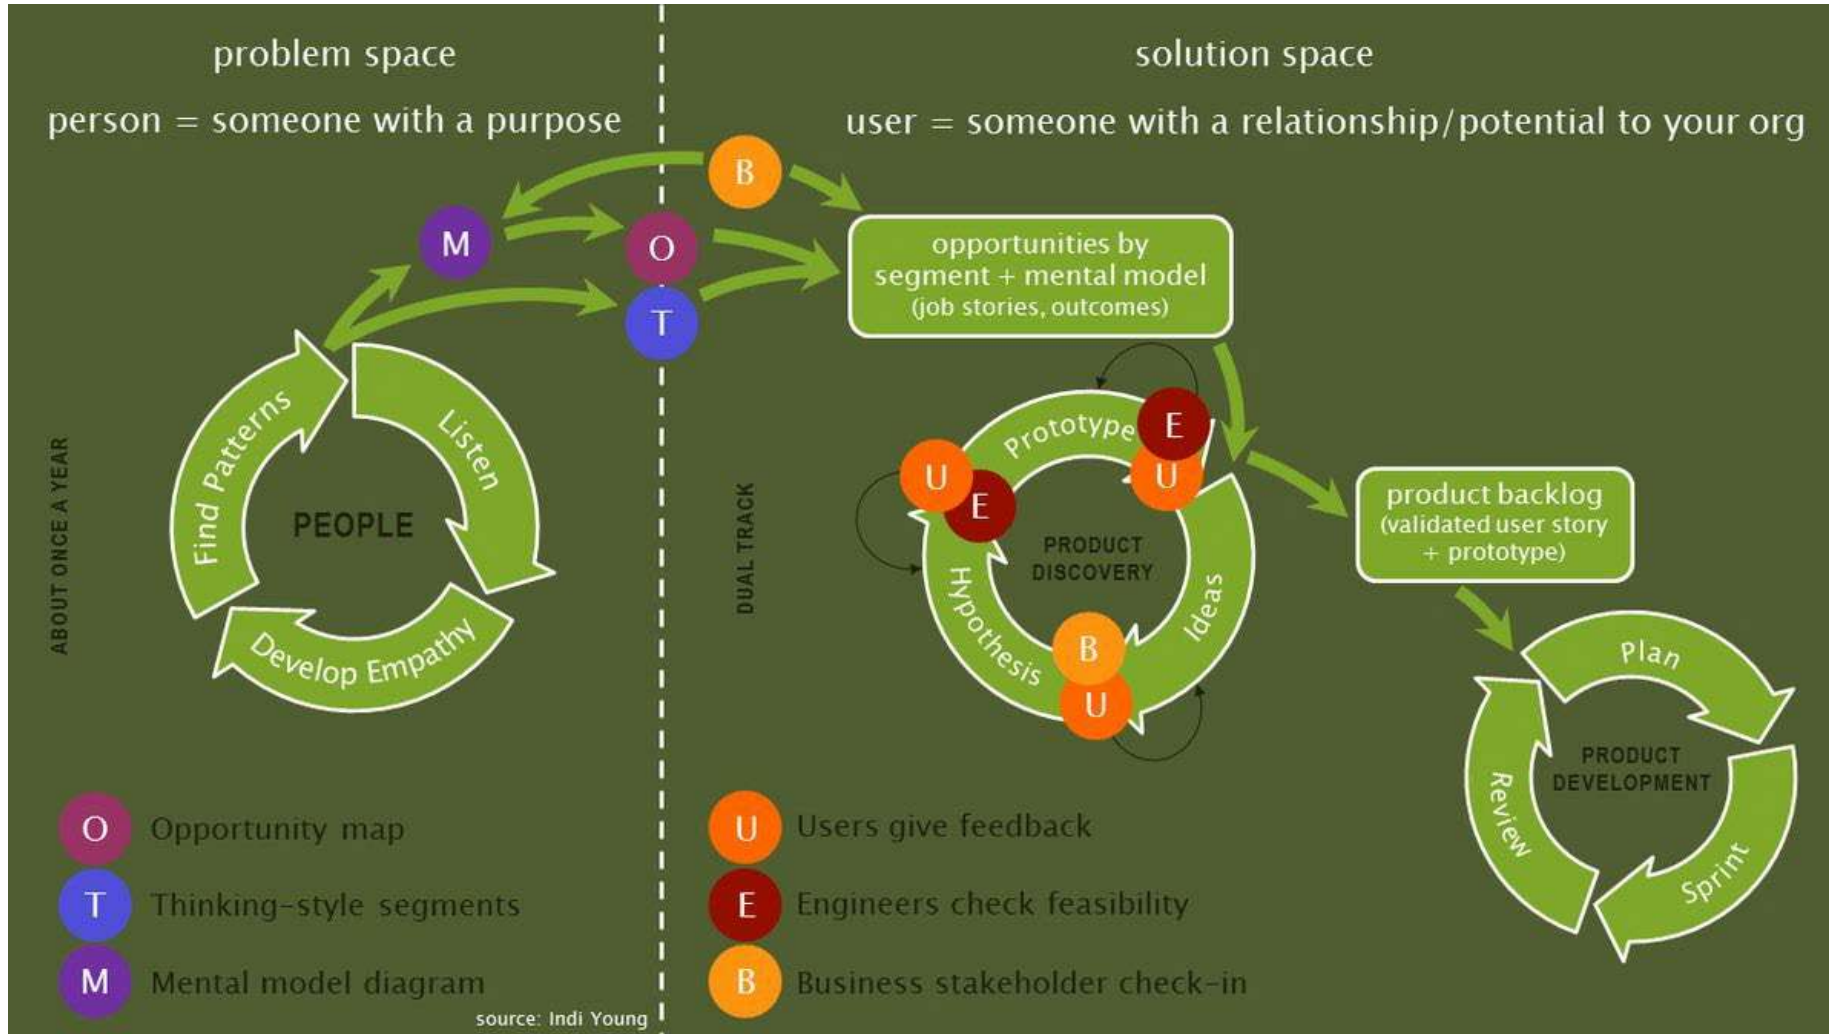 problem space
person = someone with a purpose
solution space
user = someone with a relationship/potential to your org
B
M
O
T
opportunities by
segment + mental model
(job stories, outcomes)
ABOUT ONCE A YEAR
Find Patterns
Listen
Develop Empathy
PEOPLE
DUAL TRACK
Prototype
E
U
U
E
PRODUCT
DISCOVERY
Hypothesis
Ideas
B
U
product backlog
(validated user story
+ prototype)
Plan
PRODUCT
DEVELOPMENT
Review
Sprint
O Opportunity map
T Thinking-style segments
M Mental model diagram
source: Indi Young
U Users give feedback
E Engineers check feasibility
B Business stakeholder check-in